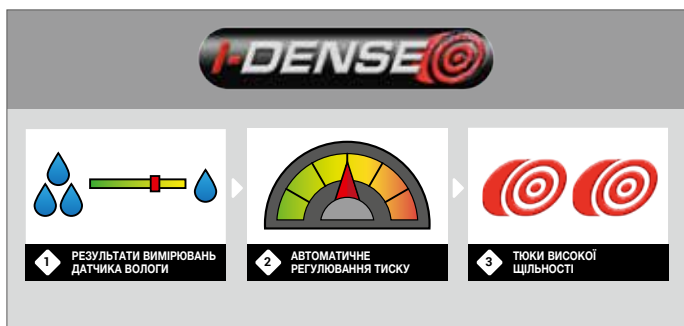 I-DENSE
1
РЕЗУЛЬТАТИ ВИМІРЮВАНЬ
ДАТЧИКА ВОЛОГИ
2
АВТОМАТИЧНЕ
РЕГУЛЮВАННЯ ТИСКУ
3
ТЮКИ ВИСОКОЇ
ЩІЛЬНОСТІ